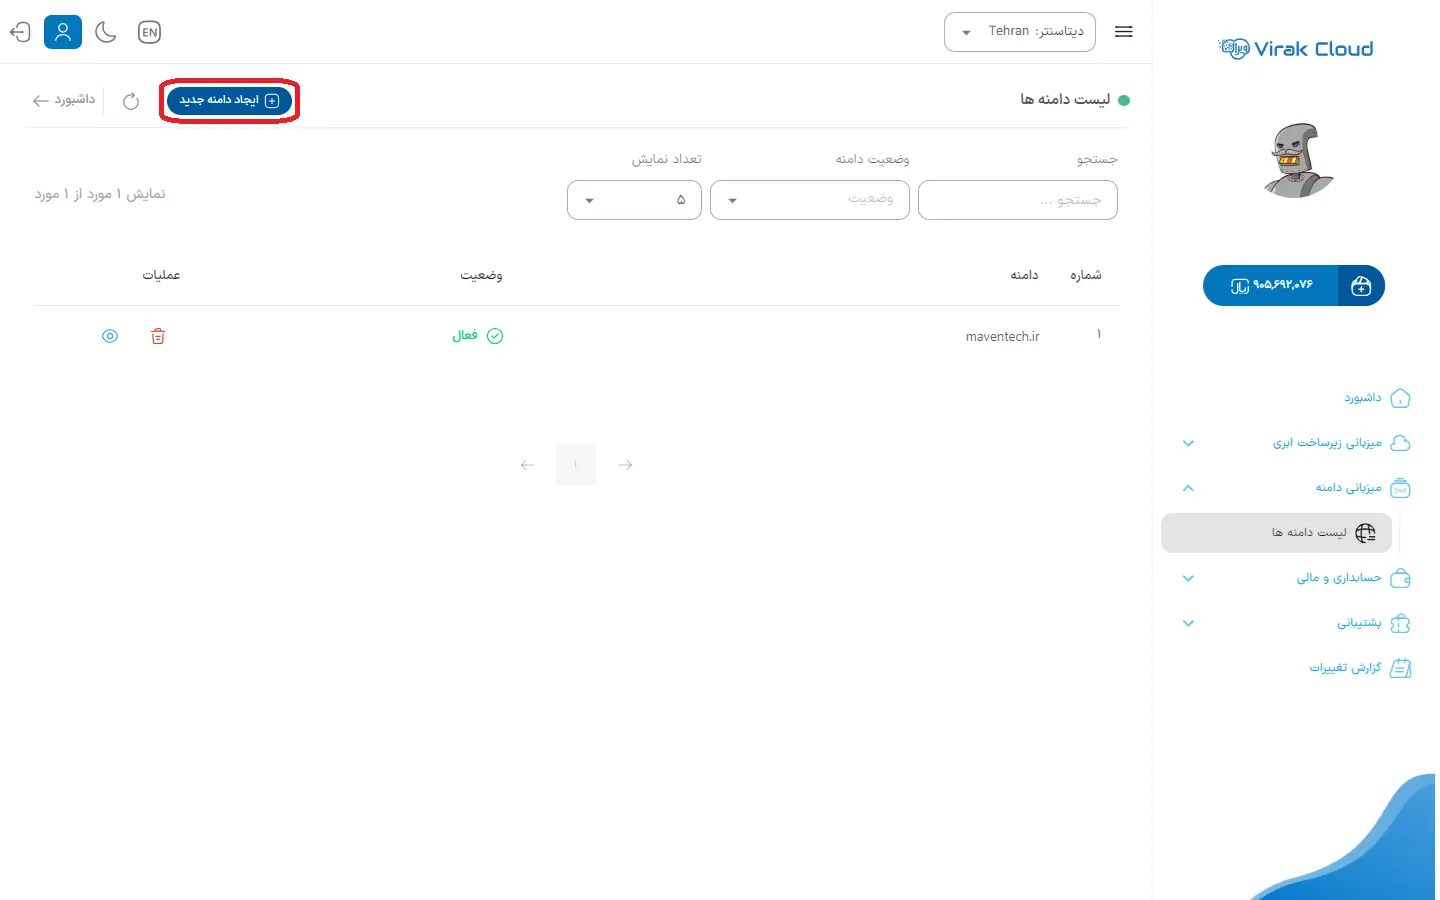 Virak Cloud
۹۰۵,۶۹۲,۰۷۶ ریال
داشبورد
میزبانی زیرساخت ابری
میزبانی دامنه
لیست دامنه ها
حسابداری و مالی
پشتیبانی
گزارش تغییرات
دیتاسنتر: Tehran
EN
لیست دامنه ها
ایجاد دامنه جدید
داشبورد
جستجو
وضعیت دامنه
تعداد نمایش
جستجو ...
وضعیت
۵
نمایش ۱ مورد از ۱ مورد
شماره دامنه وضعیت عملیات
۱ maventech.ir فعال
۱